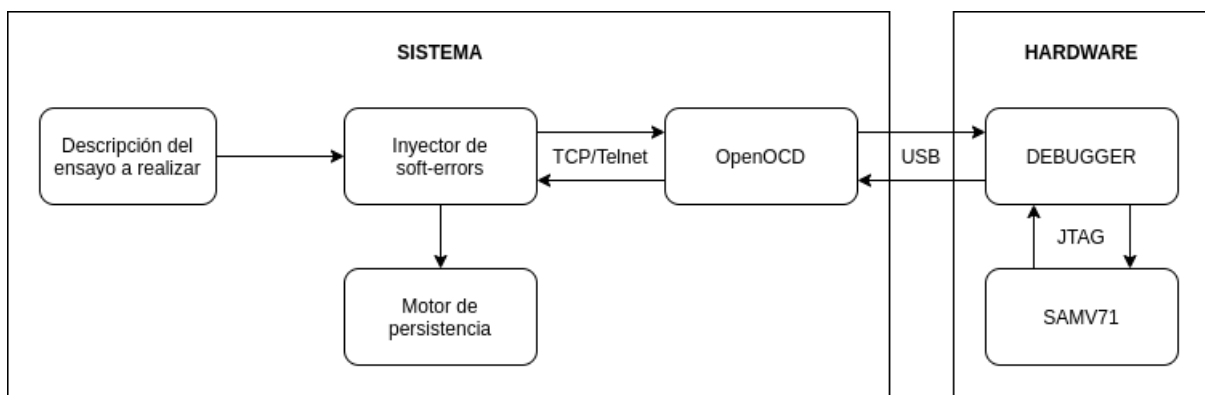 SISTEMA
HARDWARE
Descripción del
ensayo a realizar
Inyector de
soft-errors
TCP/Telnet
OpenOCD
USB
DEBUGGER
JTAG
Motor de
persistencia
SAMV71